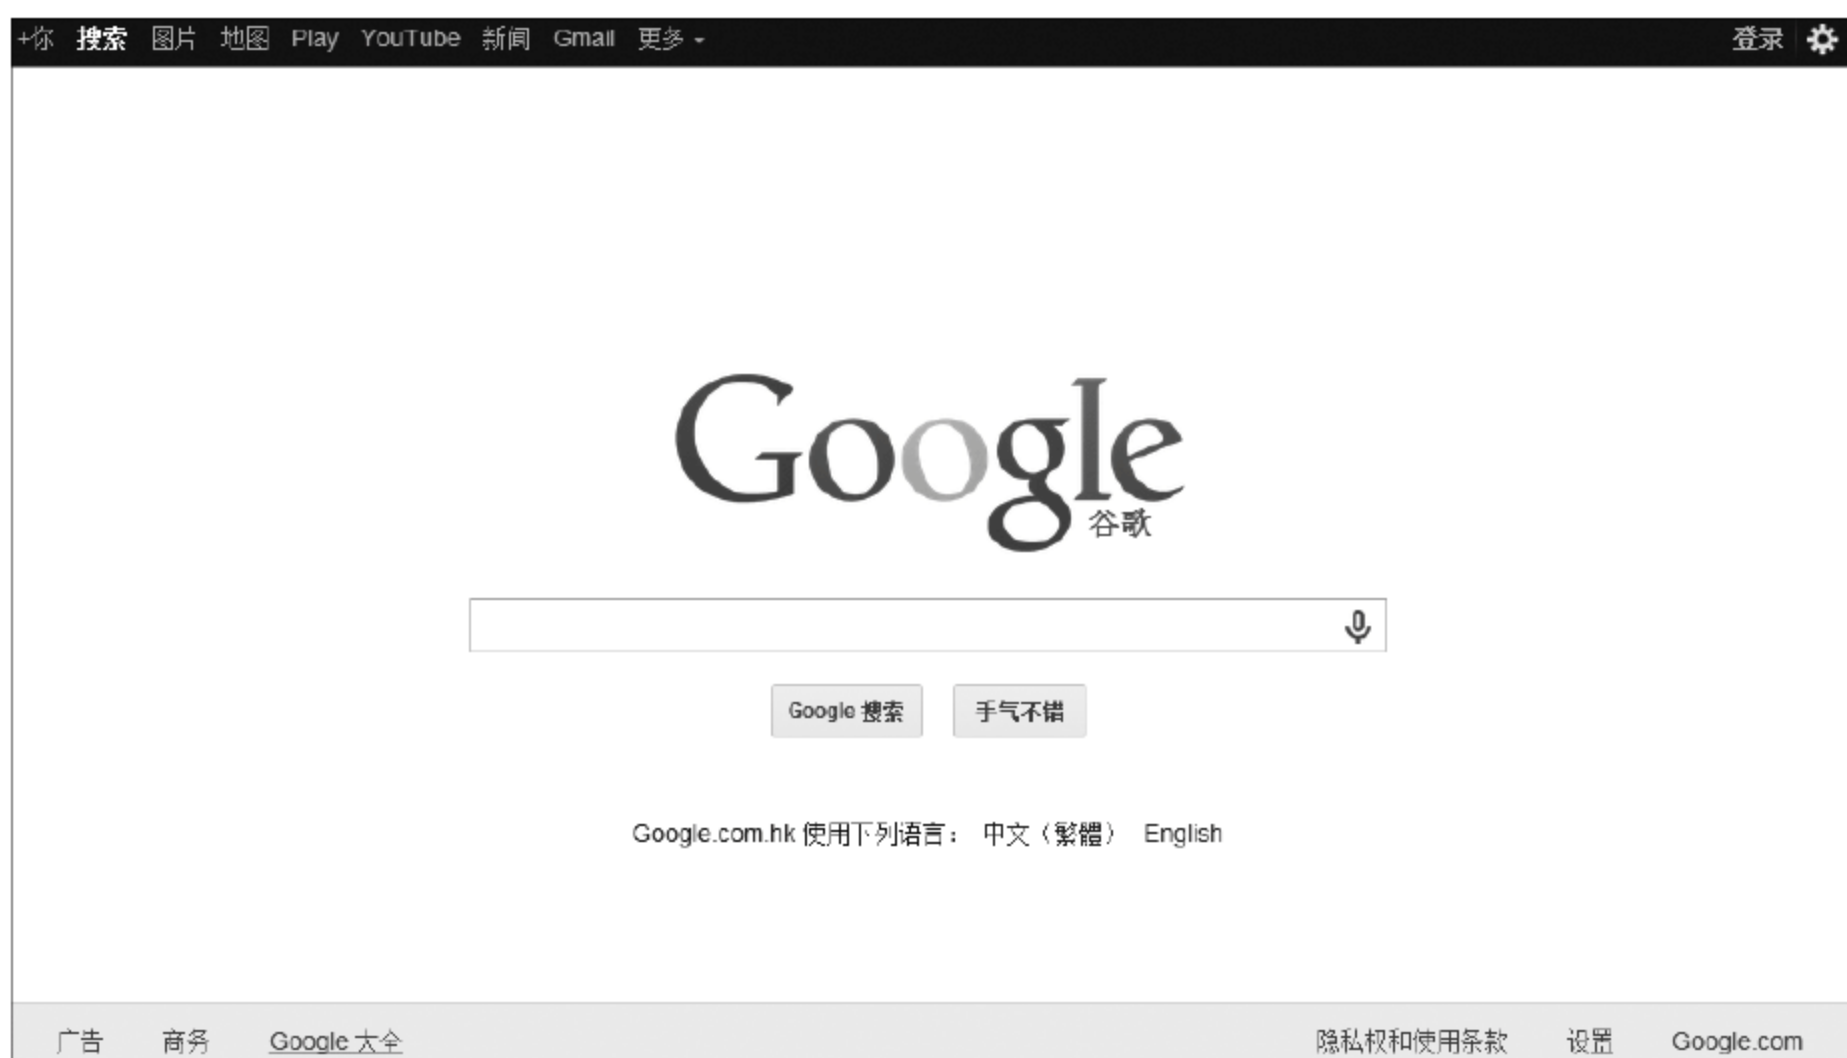 +你 搜索 图片 地图 Play YouTube 新闻 Gmail 更多 登录
Google
谷歌
Google 搜索 手气不错
Google.com.hk 使用下列语言： 中文（繁體） English
广告 商务 Google 大全 隐私权和使用条款 设置 Google.com